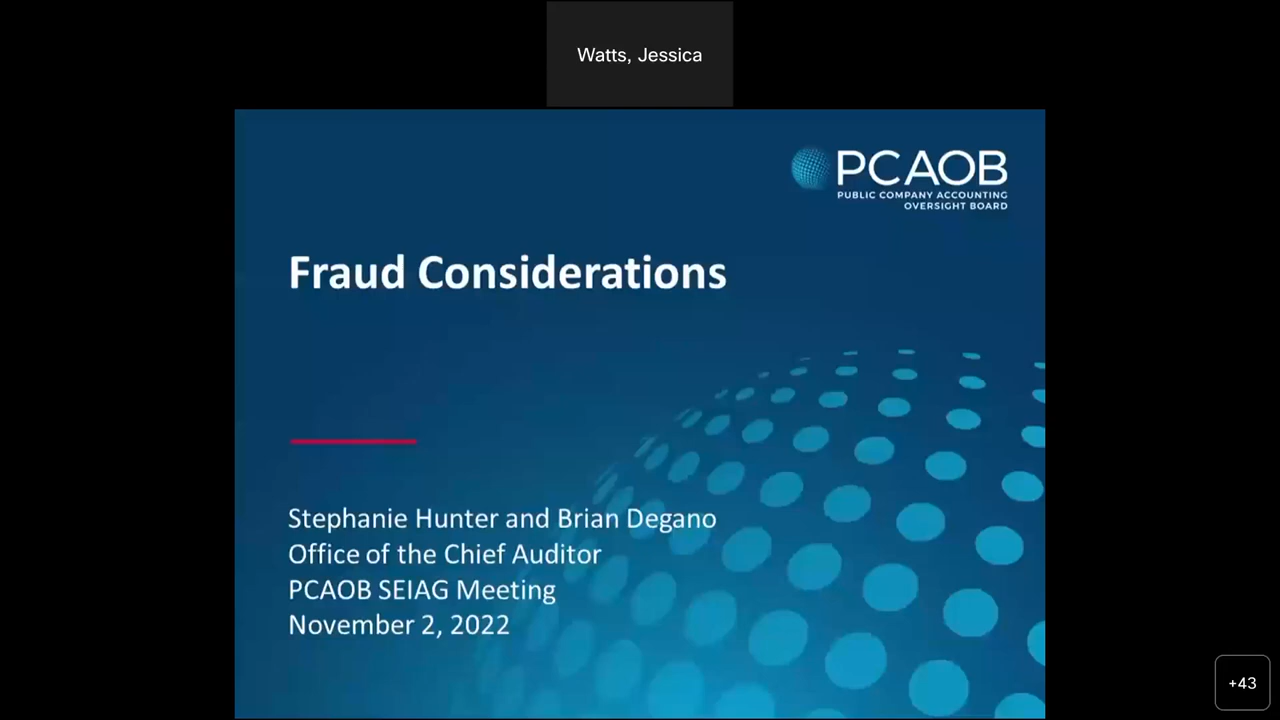 Watts, Jessica
PCAOB
PUBLIC COMPANY ACCOUNTING
OVERSIGHT BOARD
Fraud Considerations
Stephanie Hunter and Brian Degano
Office of the Chief Auditor
PCAOB SEIAG Meeting
November 2, 2022
+43